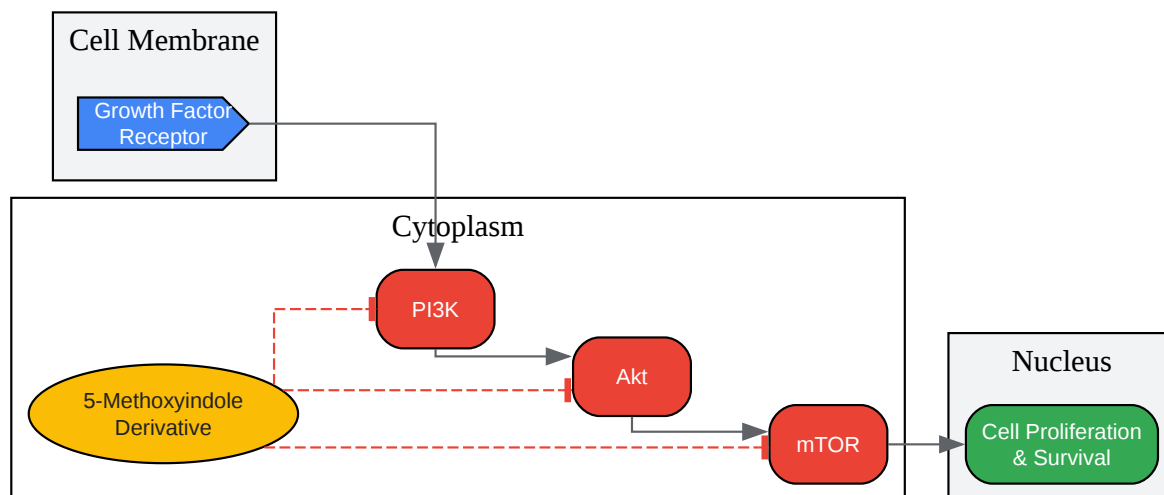 Cell Membrane
Growth Factor
Receptor
Cytoplasm
PI3K
Akt
5-Methoxyindole
Derivative
mTOR
Nucleus
Cell Proliferation
& Survival